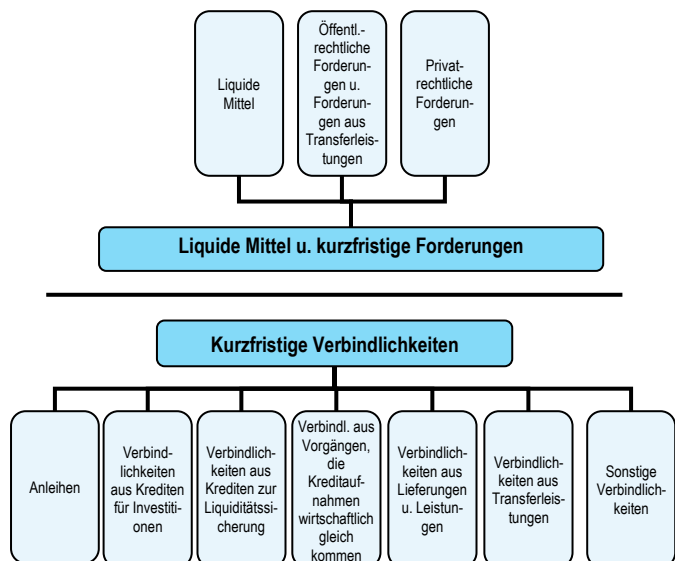 Liquide
Mittel
Öffentl.-
rechtliche
Forderun-
gen u.
Forderun-
gen aus
Transferleis-
tungen
Privat-
rechtliche
Forderun-
gen
Liquide Mittel u. kurzfristige Forderungen
Kurzfristige Verbindlichkeiten
Anleihen
Verbind-
lichkeiten
aus Krediten
für Investiti-
onen
Verbindlich-
keiten aus
Krediten zur
Liquiditätssi-
cherung
Verbindl. aus
Vorgängen,
die
Kreditauf-
nahmen
wirtschaftlich
gleich
kommen
Verbindlich-
keiten aus
Lieferungen
u. Leistun-
gen
Verbindlich-
keiten aus
Transferleis-
tungen
Sonstige
Verbindlich-
keiten